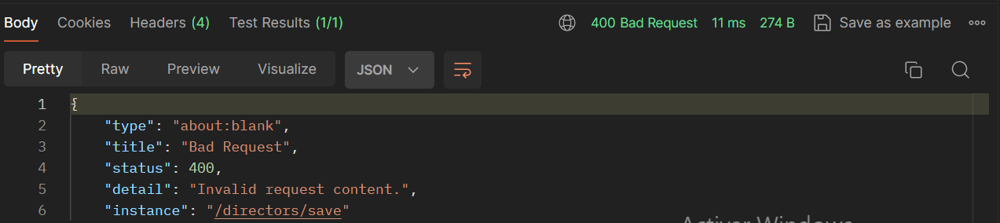 Body Cookies Headers (4) Test Results (1/1) 400 Bad Request 11 ms 274 B Save as example
Pretty Raw Preview Visualize JSON
1 {
2 "type": "about:blank",
3 "title": "Bad Request",
4 "status": 400,
5 "detail": "Invalid request content.",
6 "instance": "/directors/save"
Activer Windows